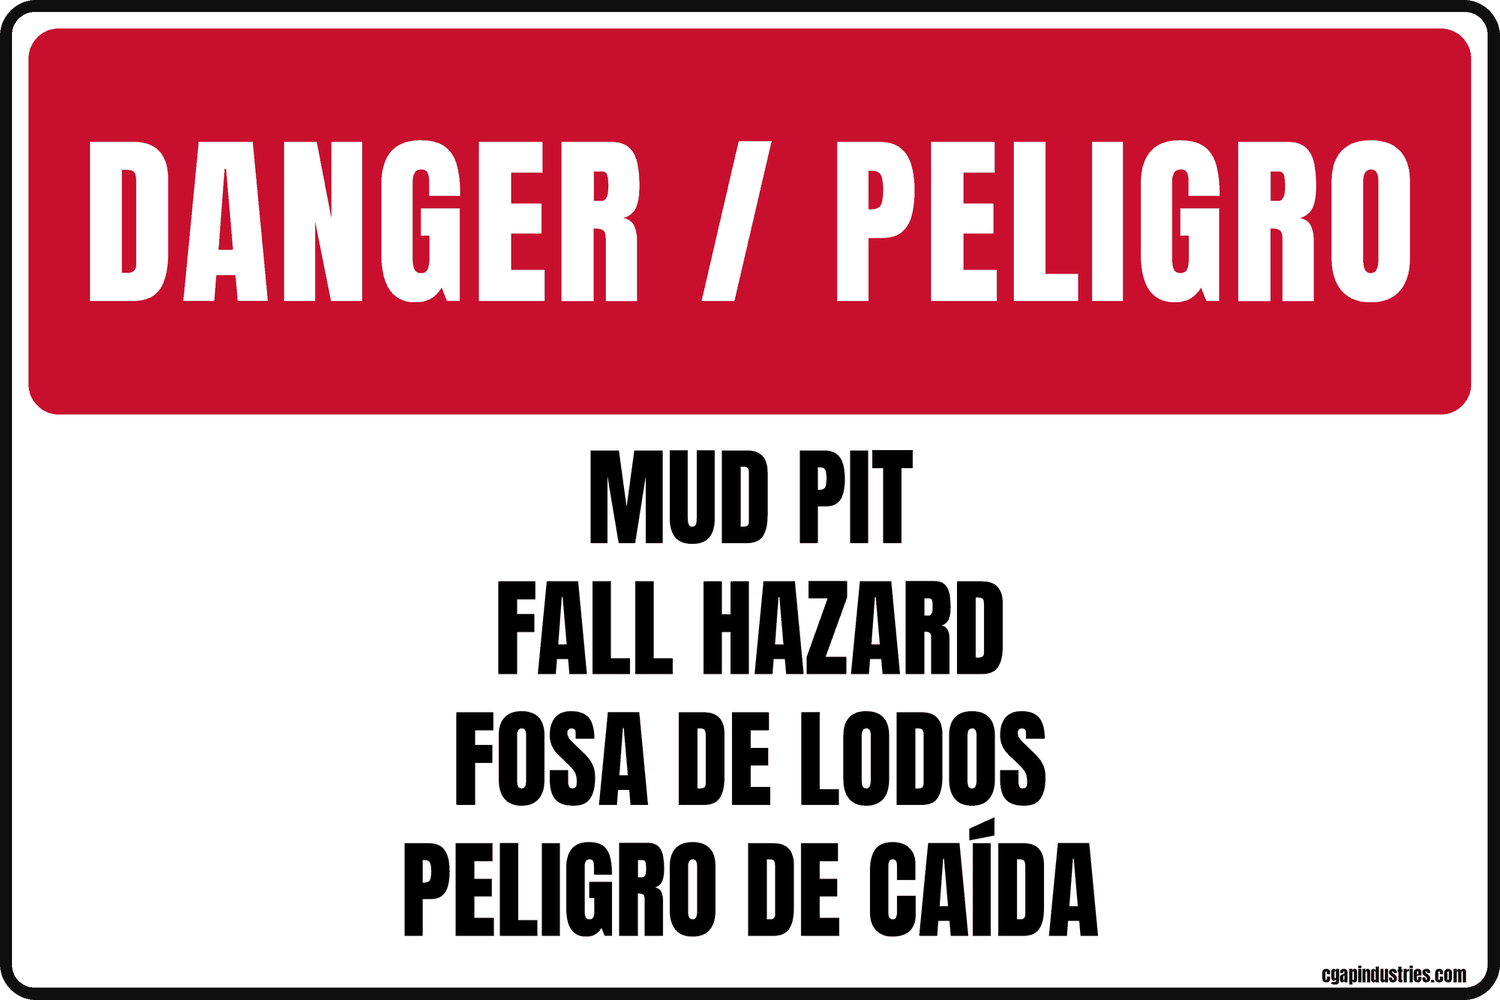 DANGER / PELIGRO
MUD PIT
FALL HAZARD
FOSA DE LODOS
PELIGRO DE CAÍDA
cgapindustries.com